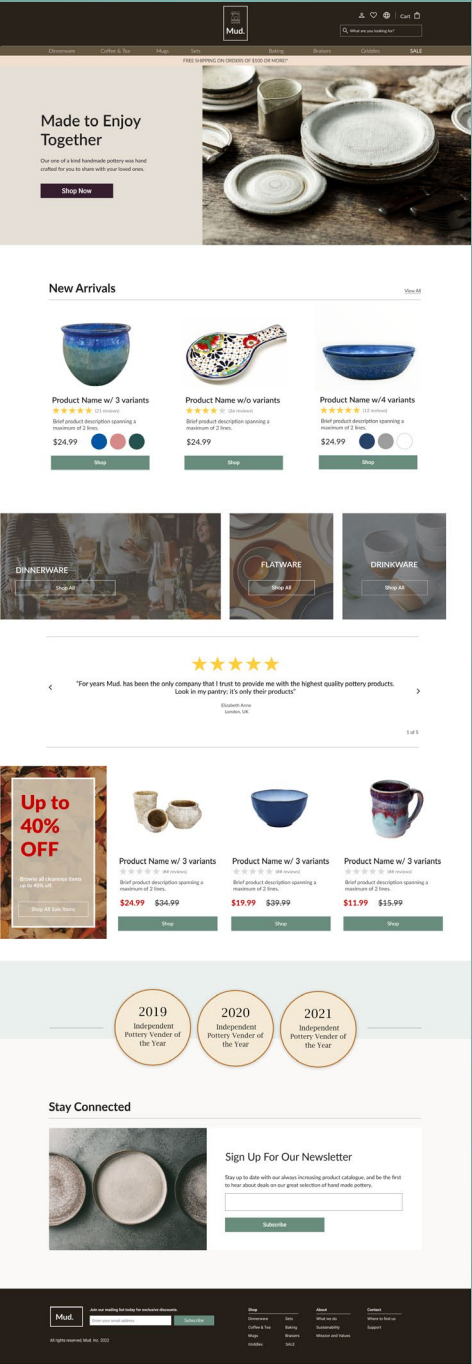 Mud.
Cart
What are you looking for?
Dinnerware Coffee & Tea Mugs Sets Baking Braisers Griddles SALE
FREE SHIPPING ON ORDERS OF $100 OR MORE!*
Made to Enjoy
Together
Our one of a kind handmade pottery was hand
crafted for you to share with your loved ones.
Shop Now
New Arrivals
View All
Product Name w/ 3 variants
(21 reviews)
Brief product description spanning a
maximum of 2 lines.
$24.99
Shop
Product Name w/o variants
(36 reviews)
Brief product description spanning a
maximum of 2 lines.
$24.99
Shop
Product Name w/4 variants
(12 reviews)
Brief product description spanning a
maximum of 2 lines.
$24.99
Shop
DINNERWARE
Shop All
FLATWARE
Shop All
DRINKWARE
Shop All
"For years Mud. has been the only company that I trust to provide me with the highest quality pottery products.
Look in my pantry; it's only their products"
Elizabeth Anne
London, UK
1 of 5
Up to
40%
OFF
Browse all clearance items
up to 40% off.
Shop All Sale Items
Product Name w/ 3 variants
(88 reviews)
Brief product description spanning a
maximum of 2 lines.
$24.99 $34.99
Shop
Product Name w/ 3 variants
(88 reviews)
Brief product description spanning a
maximum of 2 lines.
$19.99 $39.99
Shop
Product Name w/ 3 variants
(88 reviews)
Brief product description spanning a
maximum of 2 lines.
$11.99 $15.99
Shop
2019
Independent
Pottery Vender of
the Year
2020
Independent
Pottery Vender of
the Year
2021
Independent
Pottery Vender of
the Year
Stay Connected
Sign Up For Our Newsletter
Stay up to date with our always increasing product catalogue, and be the first
to hear about deals on our great selection of hand made pottery.
Subscribe
Mud.
Join our mailing list today for exclusive discounts.
Enter your email address
Subscribe
All rights reserved, Mud. Inc. 2022
Shop
Dinnerware Sets
Coffee & Tea Baking
Mugs Braisers
Griddles SALE
About
What we do
Sustainability
Mission and Values
Contact
Where to find us
Support